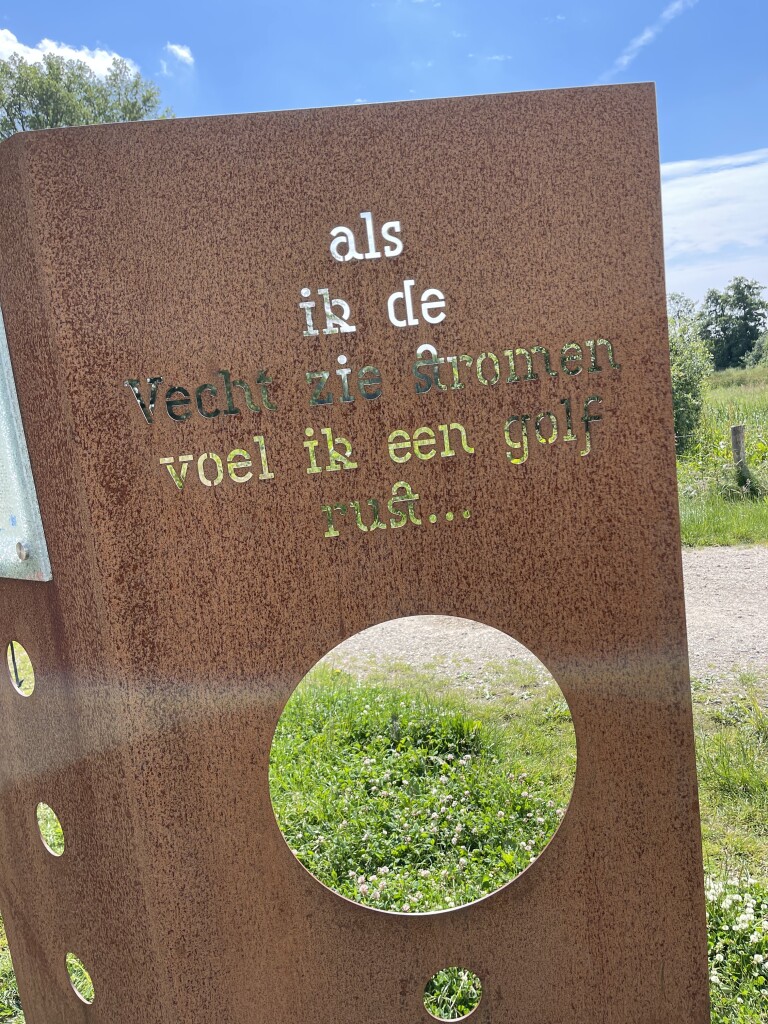 als
ik de
Vecht zie stromen
voel ik een golf
rust...